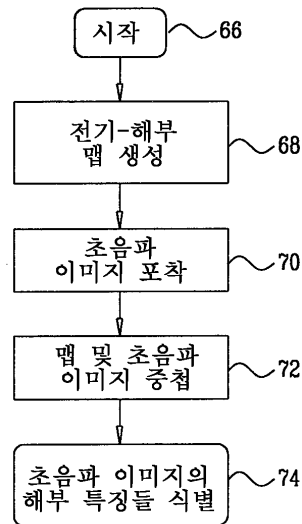 시작
66
전기-해부
맵 생성
68
초음파
이미지 포착
70
맵 및 초음파
이미지 중첩
72
초음파 이미지의
해부 특징들 식별
74